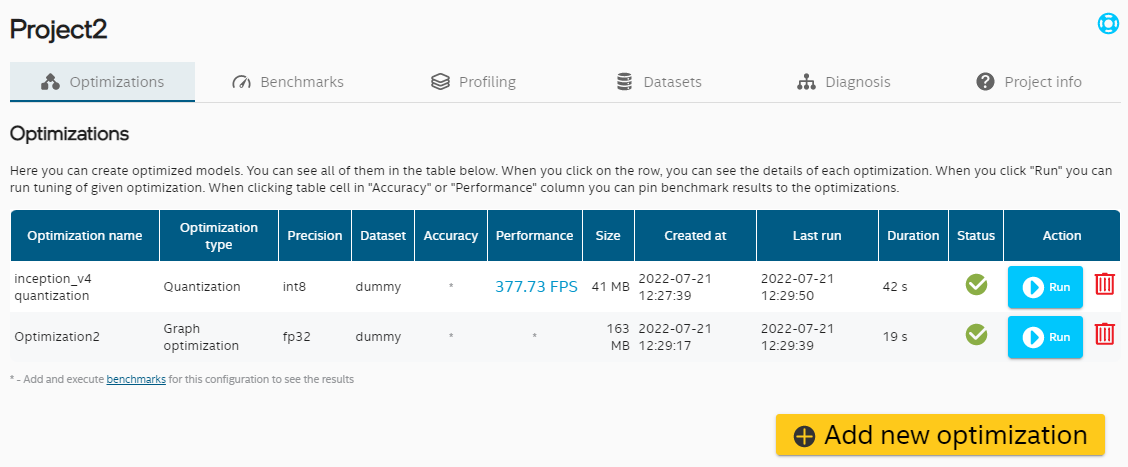 Project2
Optimizations
Benchmarks
Profiling
Datasets
Diagnosis
Project info
Optimizations
Here you can create optimized models. You can see all of them in the table below. When you click on the row, you can see the details of each optimization. When you click "Run" you can
run tuning of given optimization. When clicking table cell in "Accuracy" or "Performance" column you can pin benchmark results to the optimizations.
Optimization name
Optimization
type
Precision
Dataset
Accuracy
Performance
Size
Created at
Last run
Duration
Status
Action
inception_v4
quantization
Quantization
int8
dummy
*
377.73 FPS
41 MB
2022-07-21
12:27:39
2022-07-21
12:29:50
42 s
Run
Optimization2
Graph
optimization
fp32
dummy
*
*
163
MB
2022-07-21
12:29:17
2022-07-21
12:29:39
19 s
Run
* - Add and execute benchmarks for this configuration to see the results
Add new optimization